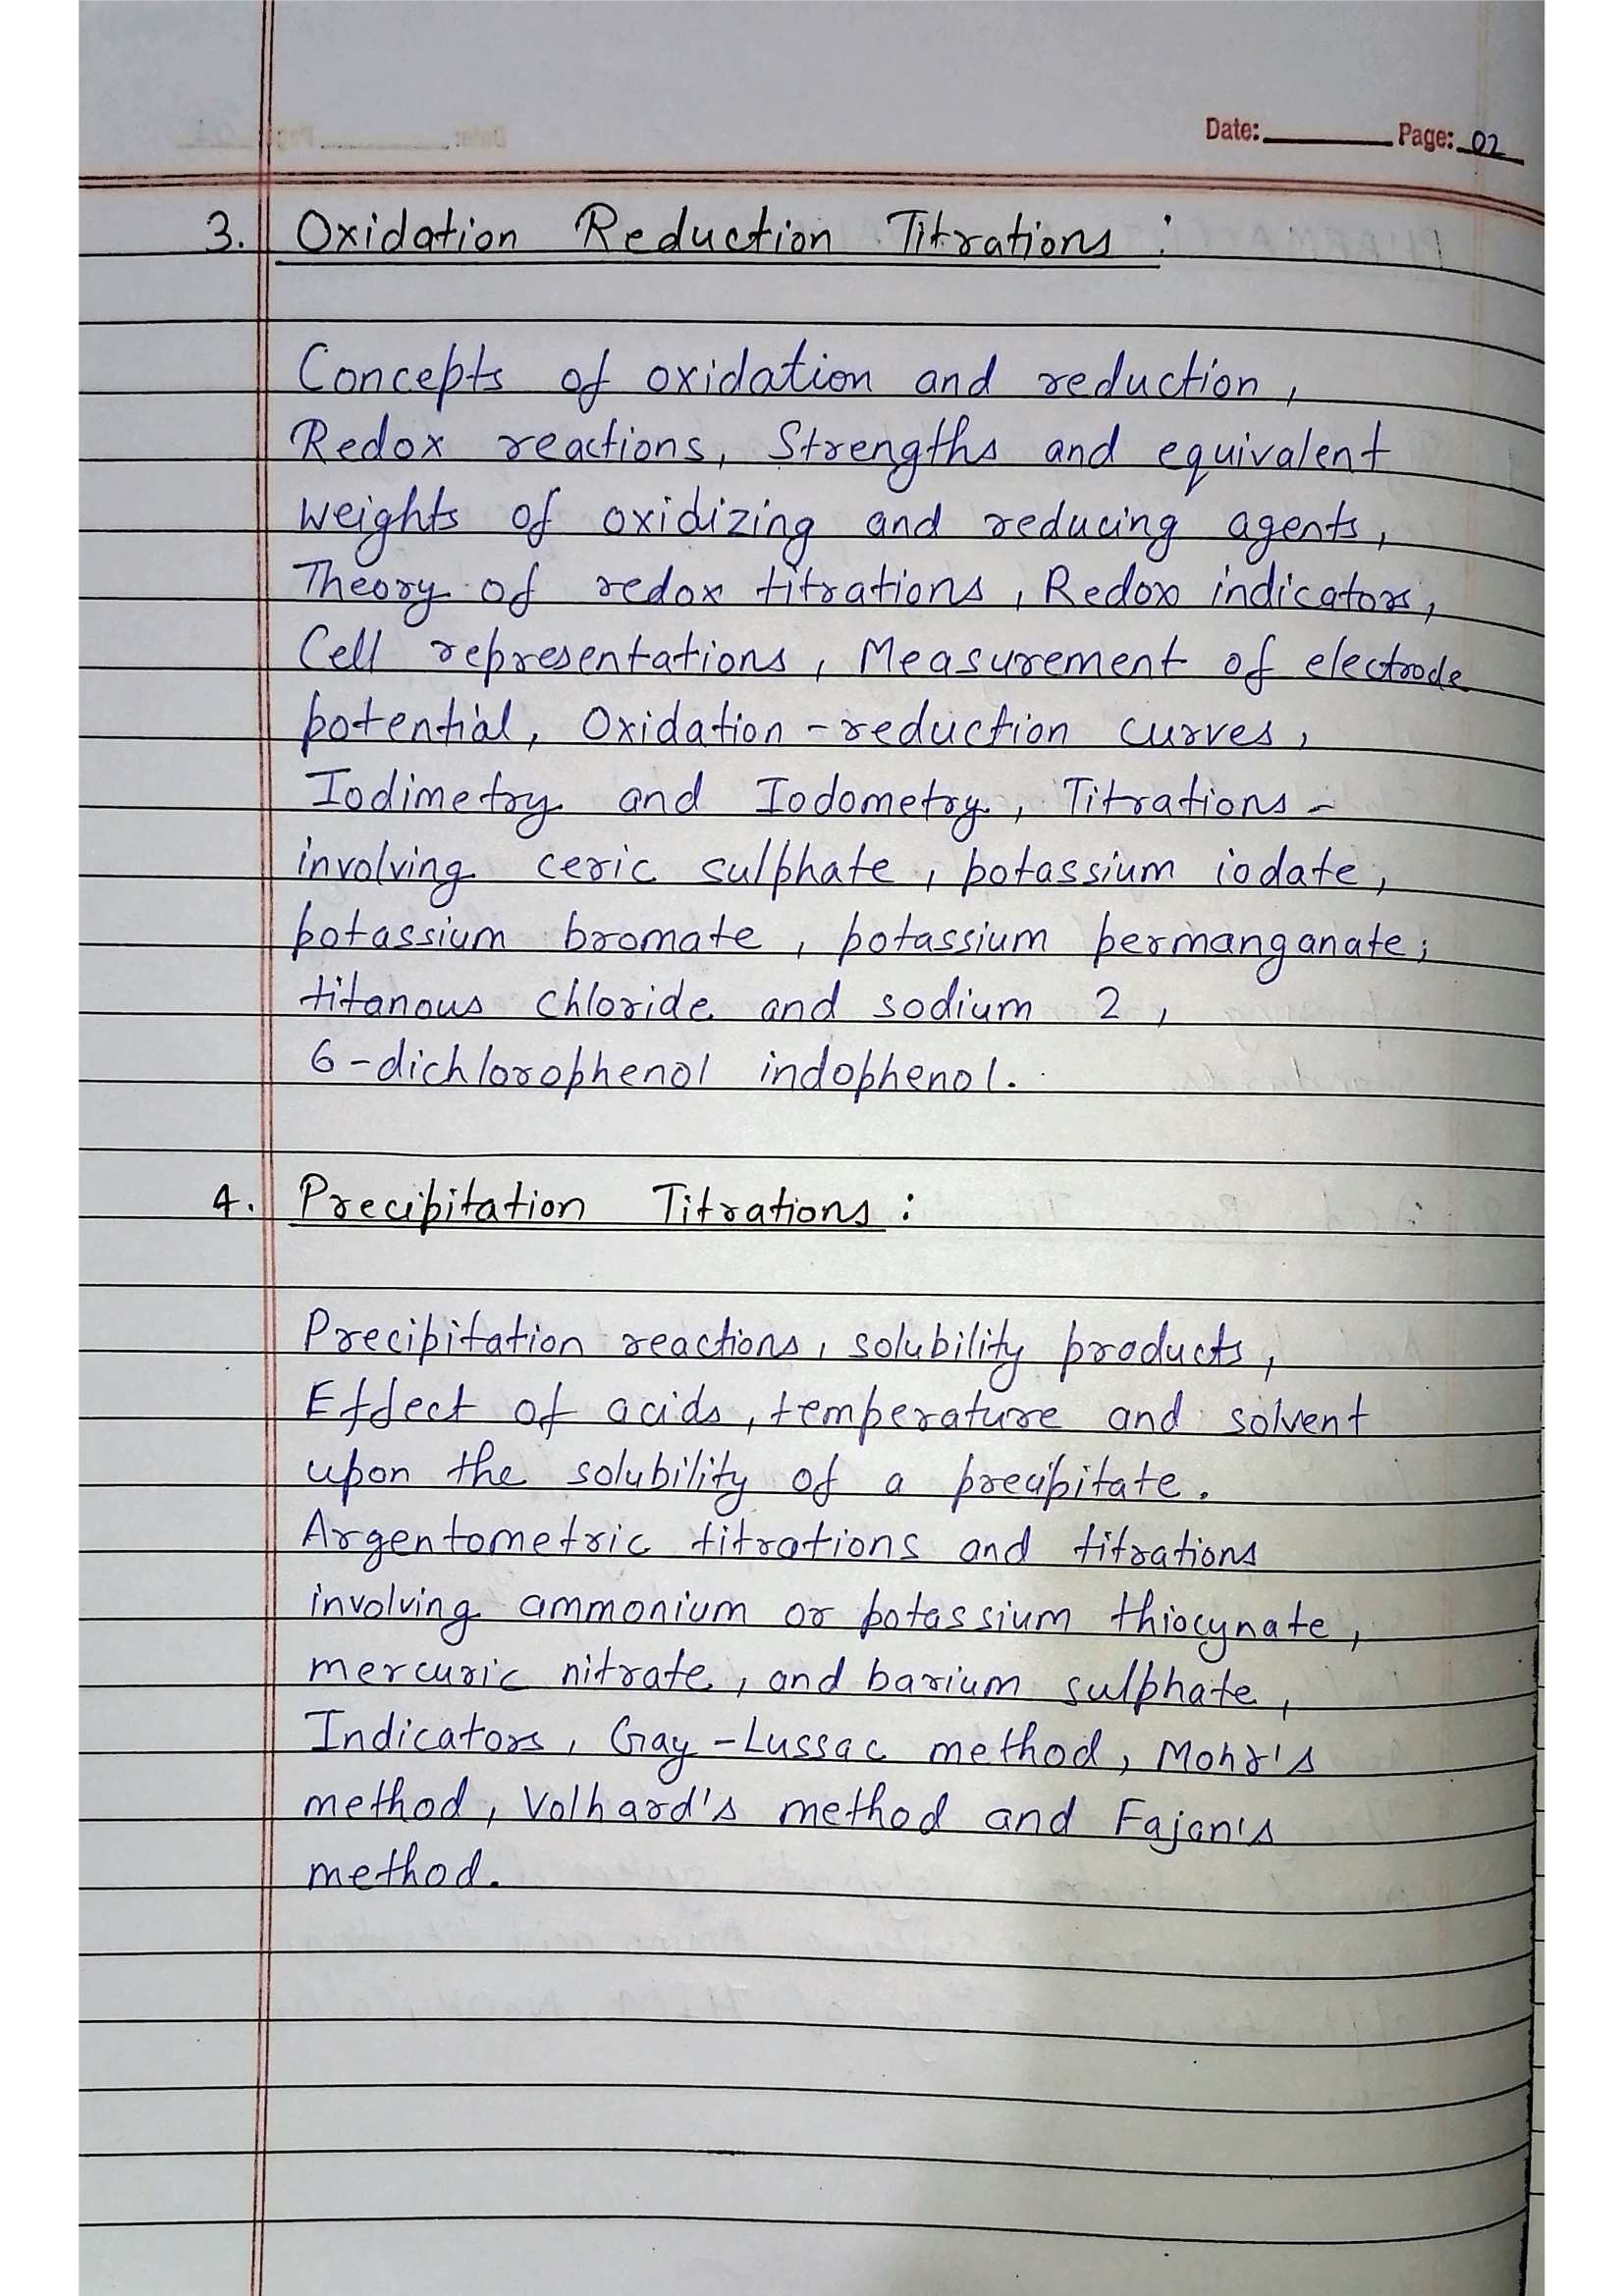 Date: Page: 02
3. Oxidation Reduction Titrations :
Concepts of oxidation and reduction,
Redox reactions, Strengths and equivalent
weights of oxidizing and reducing agents,
Theory of redox titrations, Redox indicators,
Cell representations, Measurement of electrode
potential, Oxidation-reduction curves,
Iodimetry and Iodometry, Titrations-
involving ceric sulphate, potassium iodate,
potassium bromate, potassium permanganate;
titanous chloride and sodium 2,
6-dichlorophenol indophenol.
4. Precipitation Titrations :
Precipitation reactions, solubility products,
Effect of acids, temperature and solvent
upon the solubility of a precipitate.
Argentometric titrations and titrations
involving ammonium or potassium thiocynate,
mercuric nitrate, and barium sulphate,
Indicators, Gay-Lussac method, Mohr's
method, Volhard's method and Fajan's
method.